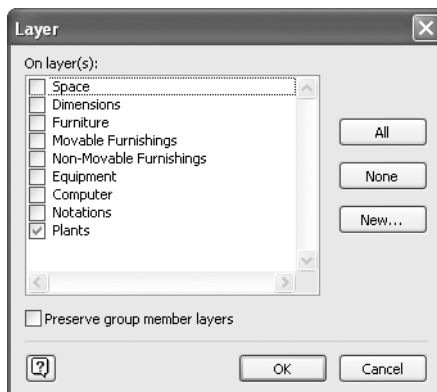 Layer
On layer(s):
Space
Dimensions
Furniture
Movable Furnishings
Non-Movable Furnishings
Equipment
Computer
Notations
Plants
All
None
New...
Preserve group member layers
?
OK
Cancel